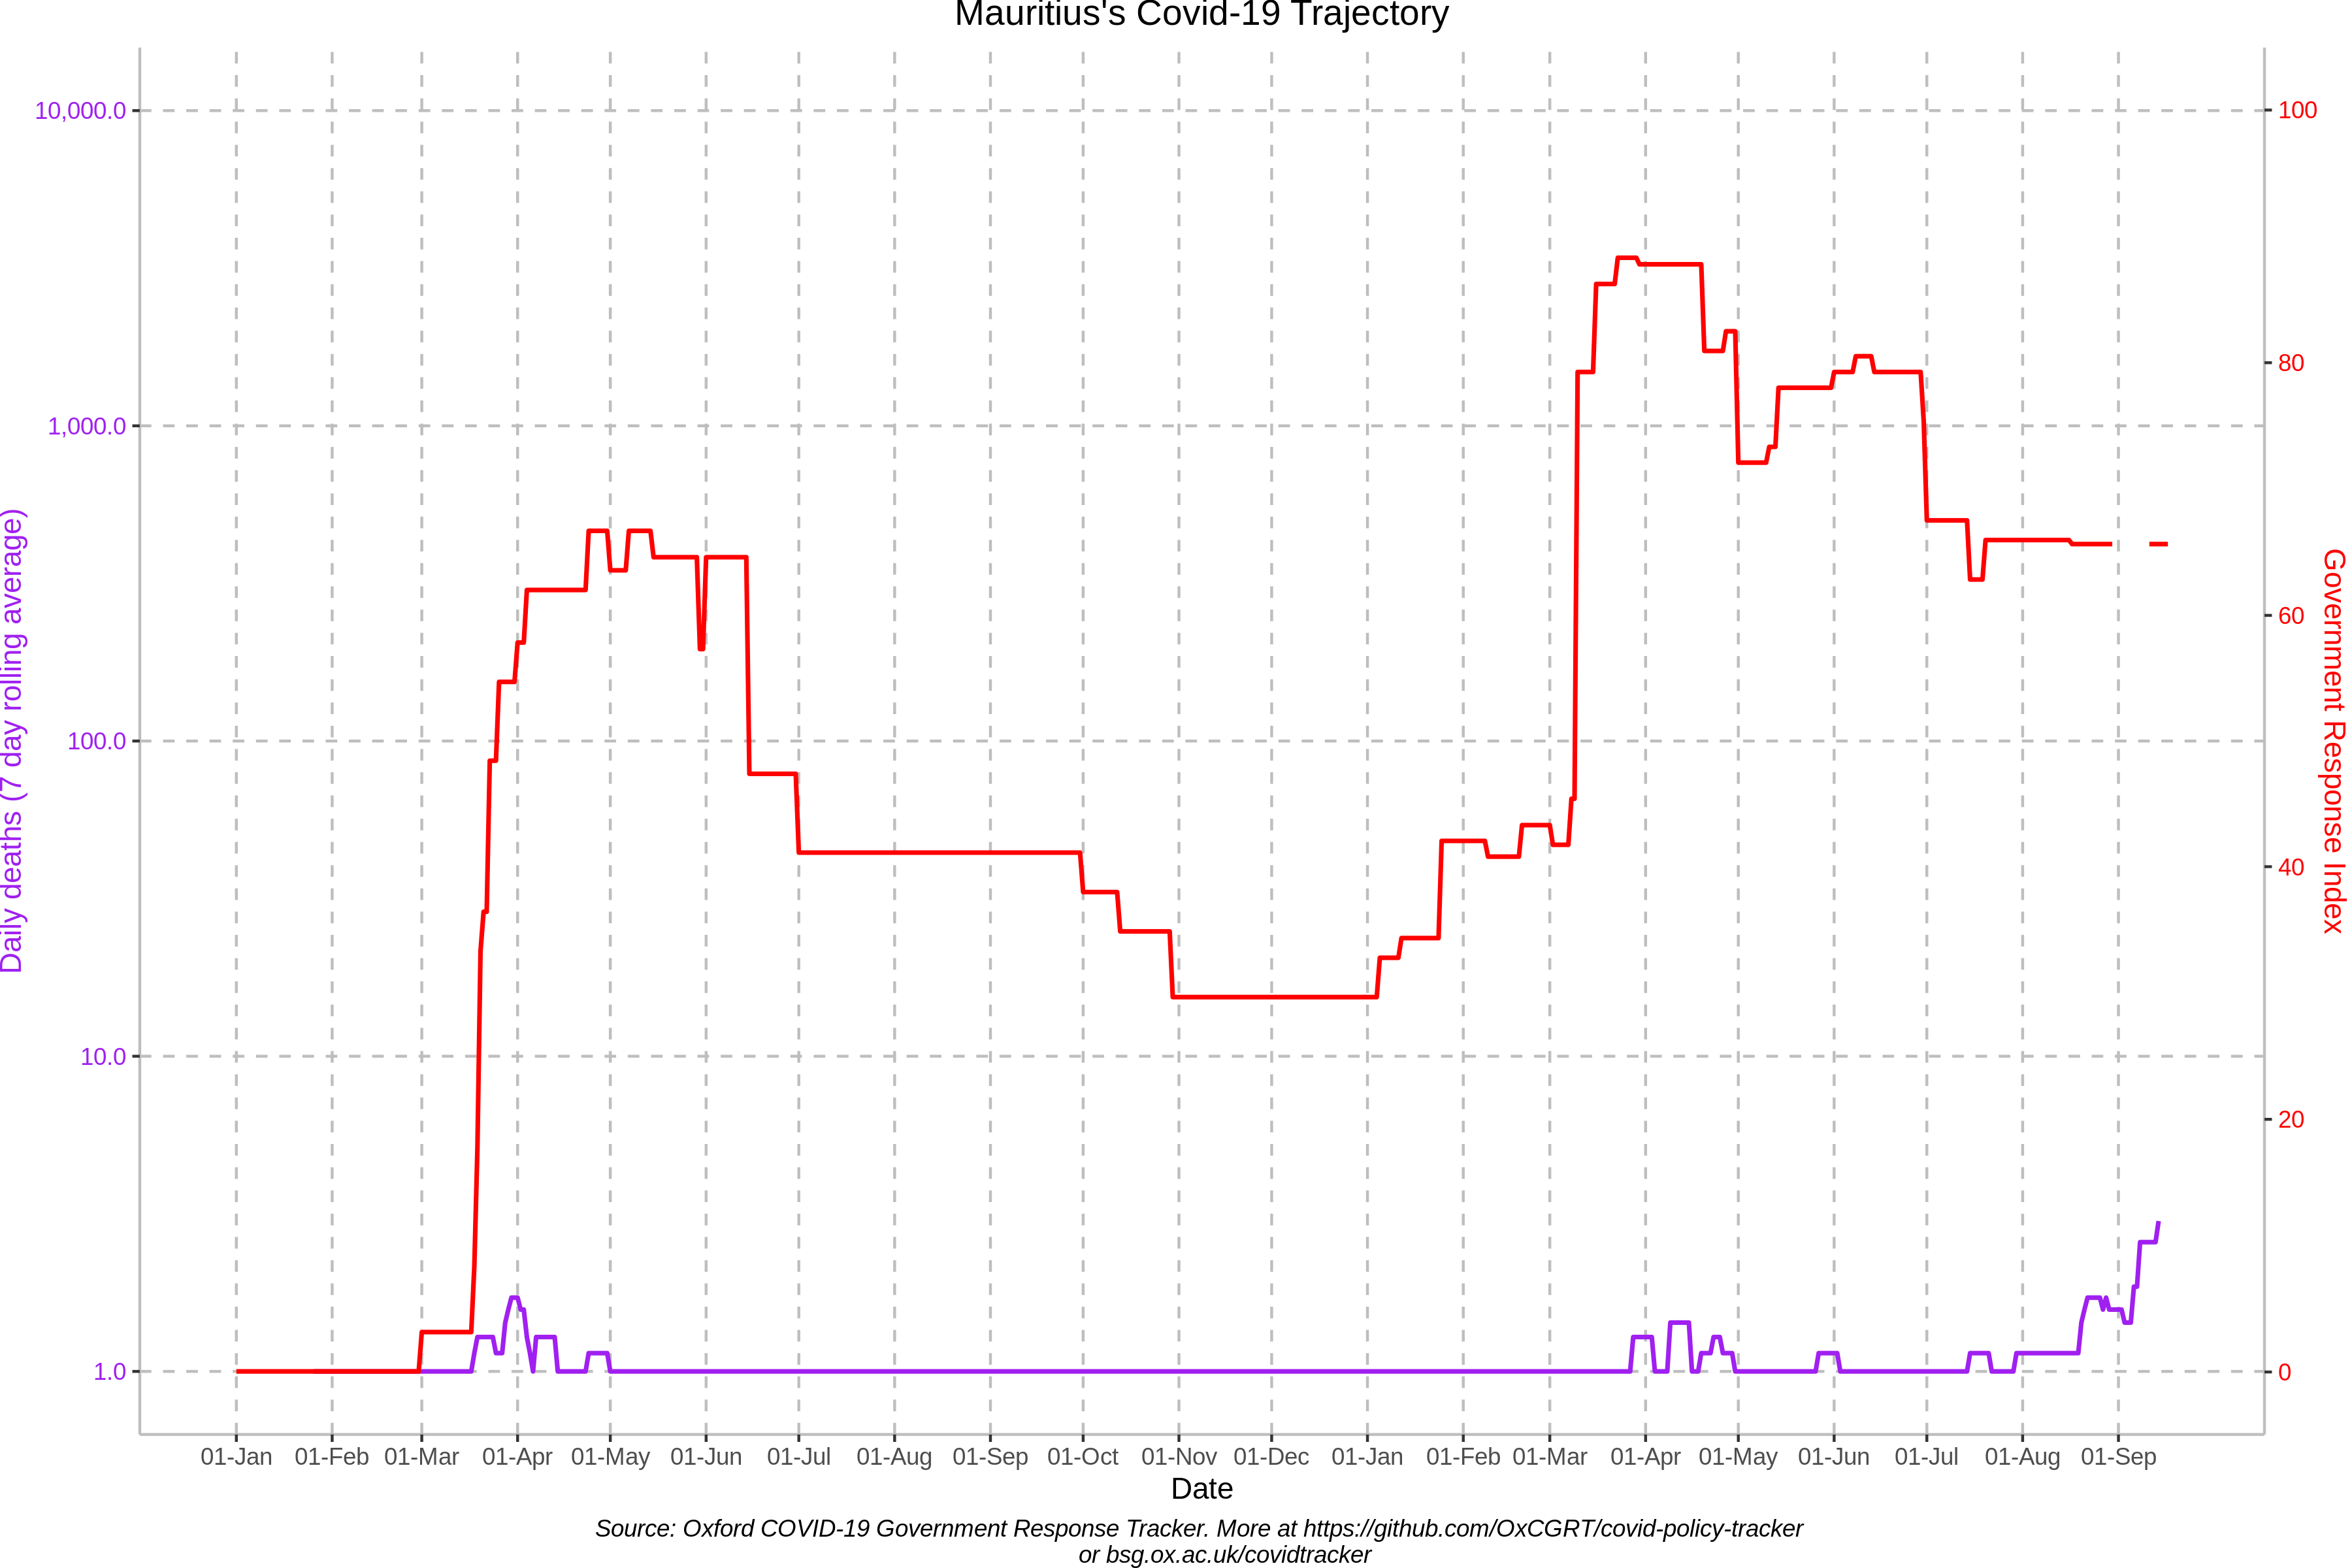 Mauritius's Covid-19 Trajectory
10,000.0
1,000.0
100.0
10.0
1.0
Daily deaths (7 day rolling average)
100
80
60
40
20
0
Government Response Index
01-Jan 01-Feb 01-Mar 01-Apr 01-May 01-Jun 01-Jul 01-Aug 01-Sep 01-Oct 01-Nov 01-Dec 01-Jan 01-Feb 01-Mar 01-Apr 01-May 01-Jun 01-Jul 01-Aug 01-Sep
Date
Source: Oxford COVID-19 Government Response Tracker. More at https://github.com/OxCGRT/covid-policy-tracker
or bsg.ox.ac.uk/covidtracker